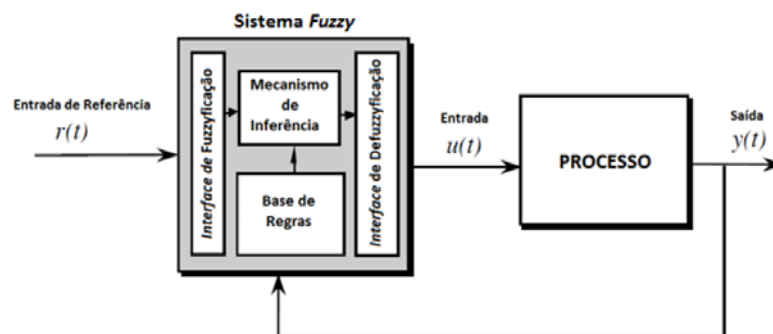 Sistema Fuzzy
Entrada de Referência
r(t)
Interface de Fuzzyficação
Mecanismo
de
Inferência
Base de
Regras
Interface de Defuzzyficação
Entrada
u(t)
PROCESSO
Saída
y(t)